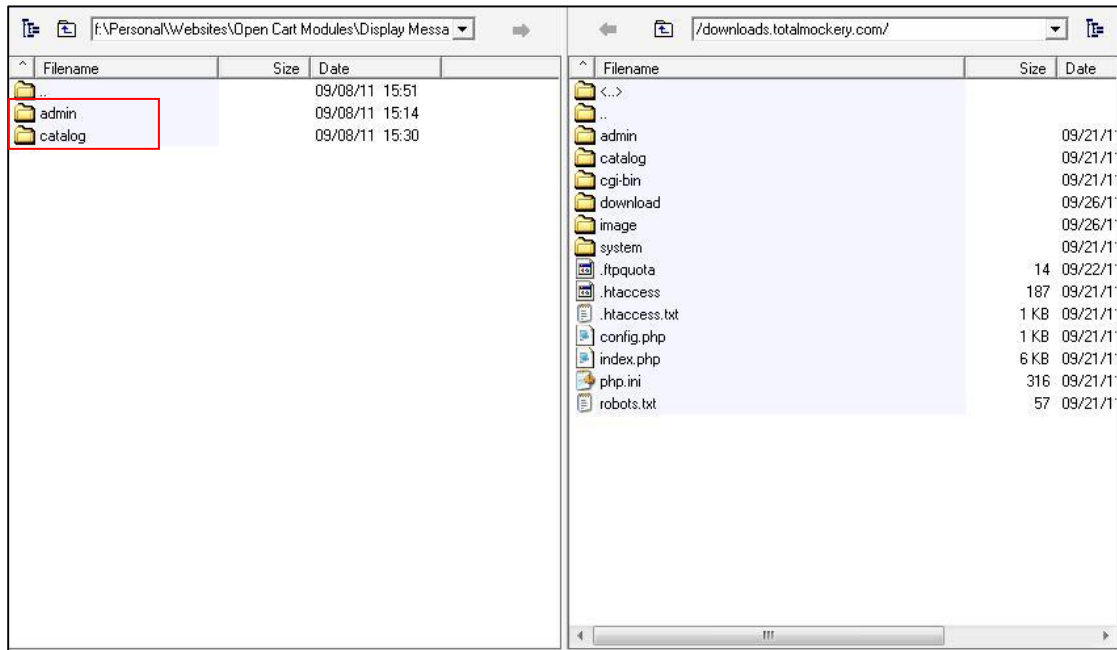 f:\Personal\Websites\Open Cart Modules\Display Messa
Filename Size Date
.. 09/08/11 15:51
admin 09/08/11 15:14
catalog 09/08/11 15:30
/downloads.totalmockery.com/
Filename Size Date
<..>
..
admin 09/21/1
catalog 09/21/1
cgi-bin 09/21/1
download 09/26/1
image 09/26/1
system 09/21/1
.ftpquota 14 09/22/1
.htaccess 187 09/21/1
.htaccess.txt 1 KB 09/21/1
config.php 1 KB 09/21/1
index.php 6 KB 09/21/1
php.ini 316 09/21/1
robots.txt 57 09/21/1